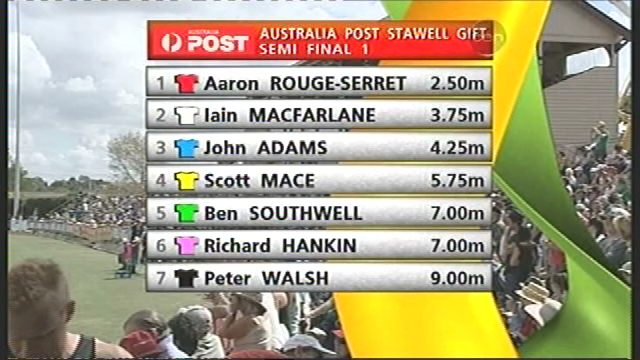 AUSTRALIA
POST
AUSTRALIA POST STAWELL GIFT
SEMI FINAL 1
1 Aaron ROUGE-SERRET 2.50m
2 Iain MACFARLANE 3.75m
3 John ADAMS 4.25m
4 Scott MACE 5.75m
5 Ben SOUTHWELL 7.00m
6 Richard HANKIN 7.00m
7 Peter WALSH 9.00m